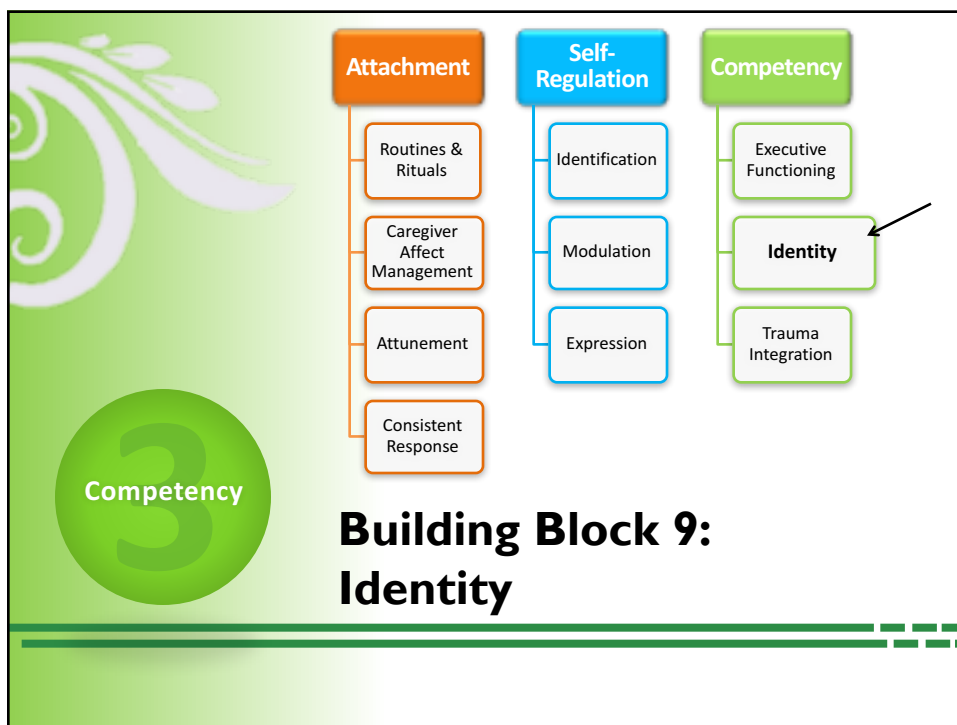 Attachment
Routines &
Rituals
Caregiver
Affect
Management
Attunement
Consistent
Response
Self-
Regulation
Identification
Modulation
Expression
Competency
Executive
Functioning
Identity
Trauma
Integration
3
Competency
Building Block 9:
Identity